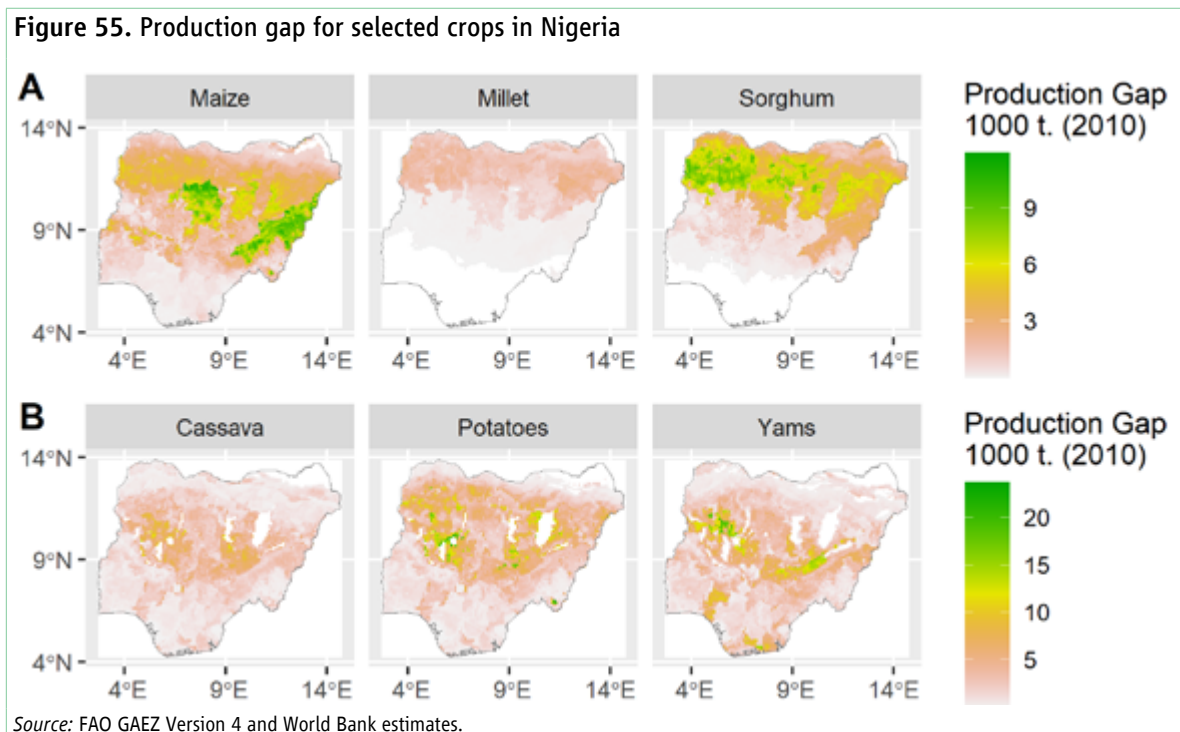 Figure 55. Production gap for selected crops in Nigeria
A
Maize
Millet
Sorghum
Production Gap
1000 t. (2010)
14°N
9°N
4°N
9
6
3
4°E 9°E 14°E
4°E 9°E 14°E
4°E 9°E 14°E
B
Cassava
Potatoes
Yams
Production Gap
1000 t. (2010)
14°N
9°N
4°N
20
15
10
5
4°E 9°E 14°E
4°E 9°E 14°E
4°E 9°E 14°E
Source: FAO GAEZ Version 4 and World Bank estimates.